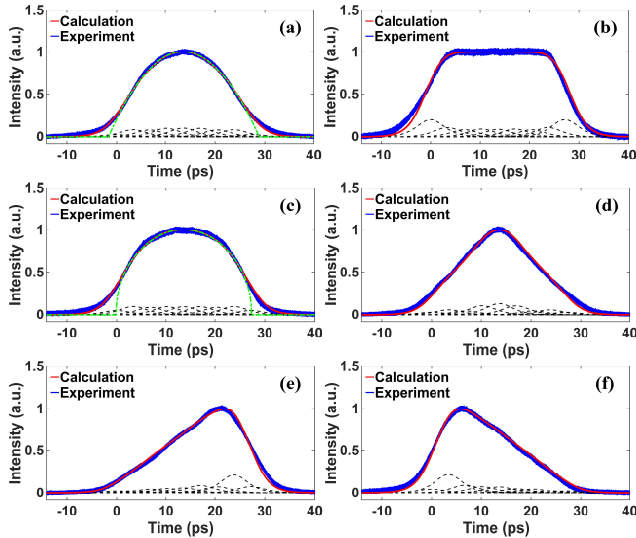 1.5
Calculation
Experiment
(a)
Intensity (a.u.)
1
0.5
0
-10 0 10 20 30 40
Time (ps)
1.5
Calculation
Experiment
(b)
Intensity (a.u.)
1
0.5
0
-10 0 10 20 30 40
Time (ps)
1.5
Calculation
Experiment
(c)
Intensity (a.u.)
1
0.5
0
-10 0 10 20 30 40
Time (ps)
1.5
Calculation
Experiment
(d)
Intensity (a.u.)
1
0.5
0
-10 0 10 20 30 40
Time (ps)
1.5
Calculation
Experiment
(e)
Intensity (a.u.)
1
0.5
0
-10 0 10 20 30 40
Time (ps)
1.5
Calculation
Experiment
(f)
Intensity (a.u.)
1
0.5
0
-10 0 10 20 30 40
Time (ps)